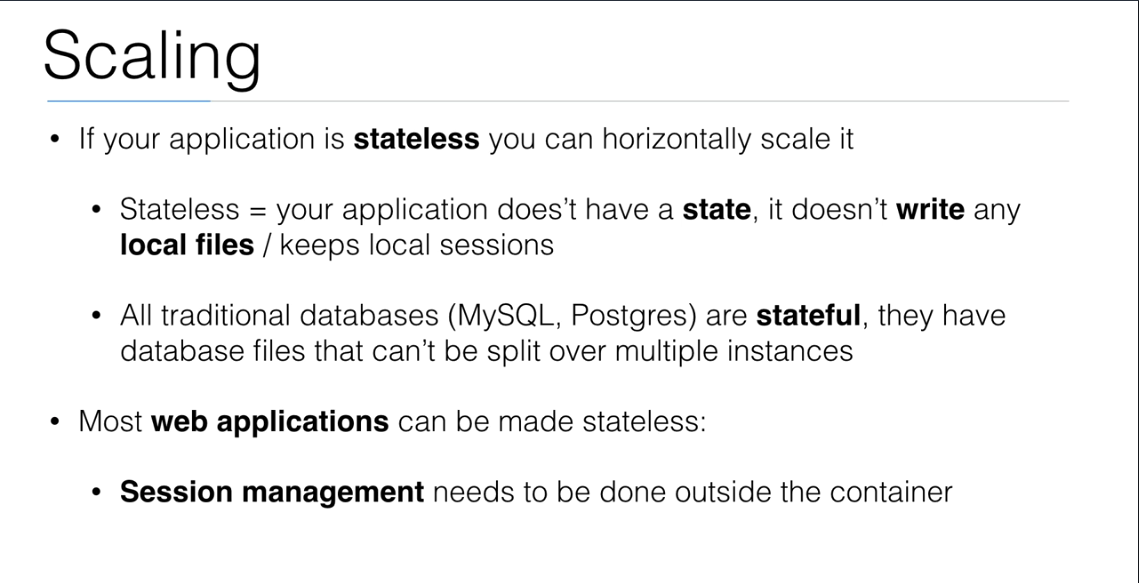 Scaling
• If your application is stateless you can horizontally scale it
• Stateless = your application does't have a state, it doesn't write any
local files / keeps local sessions
• All traditional databases (MySQL, Postgres) are stateful, they have
database files that can't be split over multiple instances
• Most web applications can be made stateless:
• Session management needs to be done outside the container